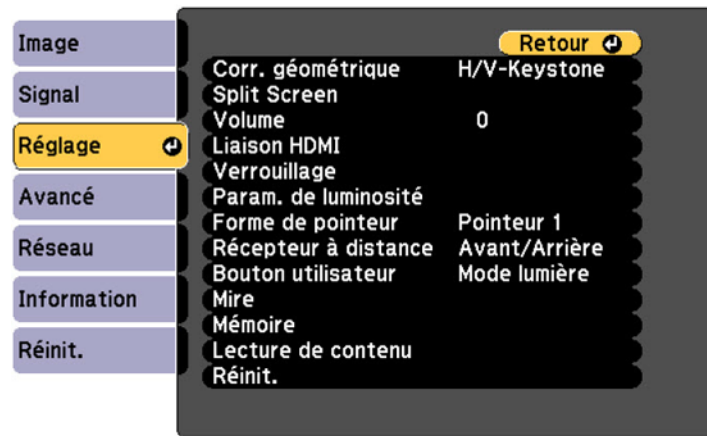 Image
Signal
Réglage
Avancé
Réseau
Information
Réinit.
Retour
Corr. géométrique H/V-Keystone
Split Screen
Volume 0
Liaison HDMI
Verrouillage
Param. de luminosité
Forme de pointeur Pointeur 1
Récepteur à distance Avant/Arrière
Bouton utilisateur Mode lumière
Mire
Mémoire
Lecture de contenu
Réinit.